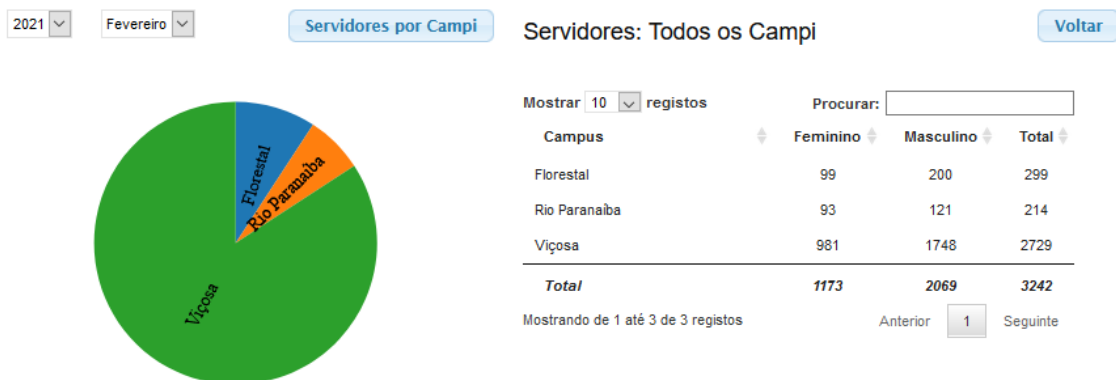 2021 Fevereiro Servidores por Campi
Florestal
Rio Paranaíba
Viçosa
Servidores: Todos os Campi Voltar
Mostrar 10 registos Procurar:
Campus Feminino Masculino Total
Florestal 99 200 299
Rio Paranaíba 93 121 214
Viçosa 981 1748 2729
Total 1173 2069 3242
Mostrando de 1 até 3 de 3 registos Anterior 1 Seguinte